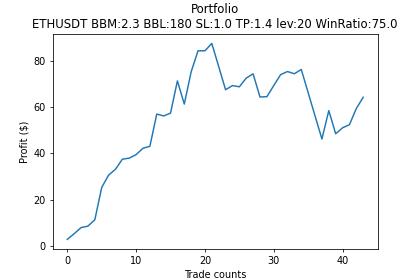 Portfolio
ETHUSDT BBM:2.3 BBL:180 SL:1.0 TP:1.4 lev:20 WinRatio:75.0
Profit ($)
80
60
40
20
0
0
10
20
30
40
Trade counts